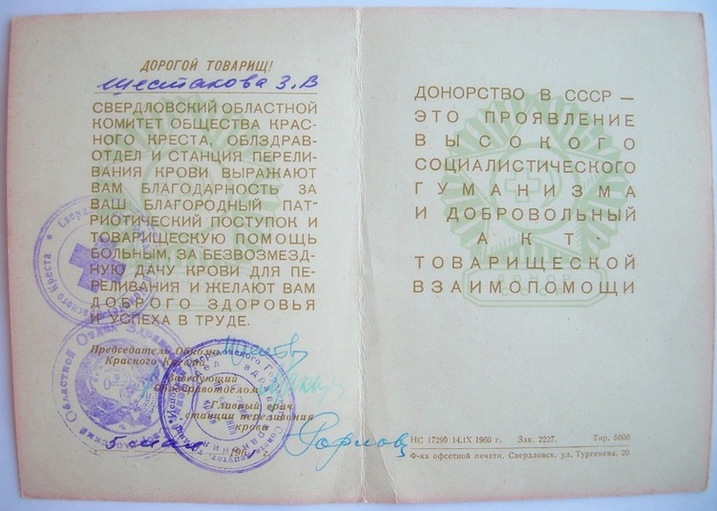 ДОРОГОЙ ТОВАРИЩ!
Шестакова З.В
СВЕРДЛОВСКИЙ ОБЛАСТНОЙ
КОМИТЕТ ОБЩЕСТВА КРАС-
НОГО КРЕСТА, ОБЛЗДРАВ-
ОТДЕЛ И СТАНЦИЯ ПЕРЕЛИ-
ВАНИЯ КРОВИ ВЫРАЖАЮТ
ВАМ БЛАГОДАРНОСТЬ ЗА
ВАШ БЛАГОРОДНЫЙ ПАТ-
РИОТИЧЕСКИЙ ПОСТУПОК И
ТОВАРИЩЕСКУЮ ПОМОЩЬ
БОЛЬНЫМ, ЗА БЕЗВОЗМЕЗД-
НУЮ ДАЧУ КРОВИ ДЛЯ ПЕ-
РЕЛИВАНИЯ И ЖЕЛАЮТ ВАМ
ДОБРОГО ЗДОРОВЬЯ
И УСПЕХА В ТРУДЕ.
Председатель Обкома
Красного Креста
Заведующий
облздравотделом
Главный врач
станции переливания
крови
ДОНОРСТВО В СССР —
ЭТО ПРОЯВЛЕНИЕ
ВЫСОКОГО
СОЦИАЛИСТИЧЕСКОГО
ГУМАНИЗМА
И ДОБРОВОЛЬНЫЙ
АКТ
ТОВАРИЩЕСКОЙ
ВЗАИМОПОМОЩИ
НС 17299 14.IX 1960 г. Зак. 2227. Тир. 5000
Ф-ка офсетной печати, Свердловск, ул. Тургенева, 20